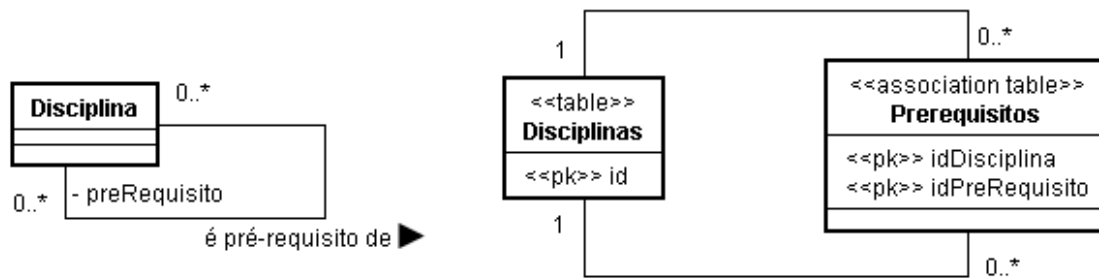 Disciplina
0..*
0..*
- preRequisito
é pré-requisito de
1
<<table>>
Disciplinas
<<pk>> id
1
0..*
<<association table>>
Prerequisitos
<<pk>> idDisciplina
<<pk>> idPreRequisito
0..*